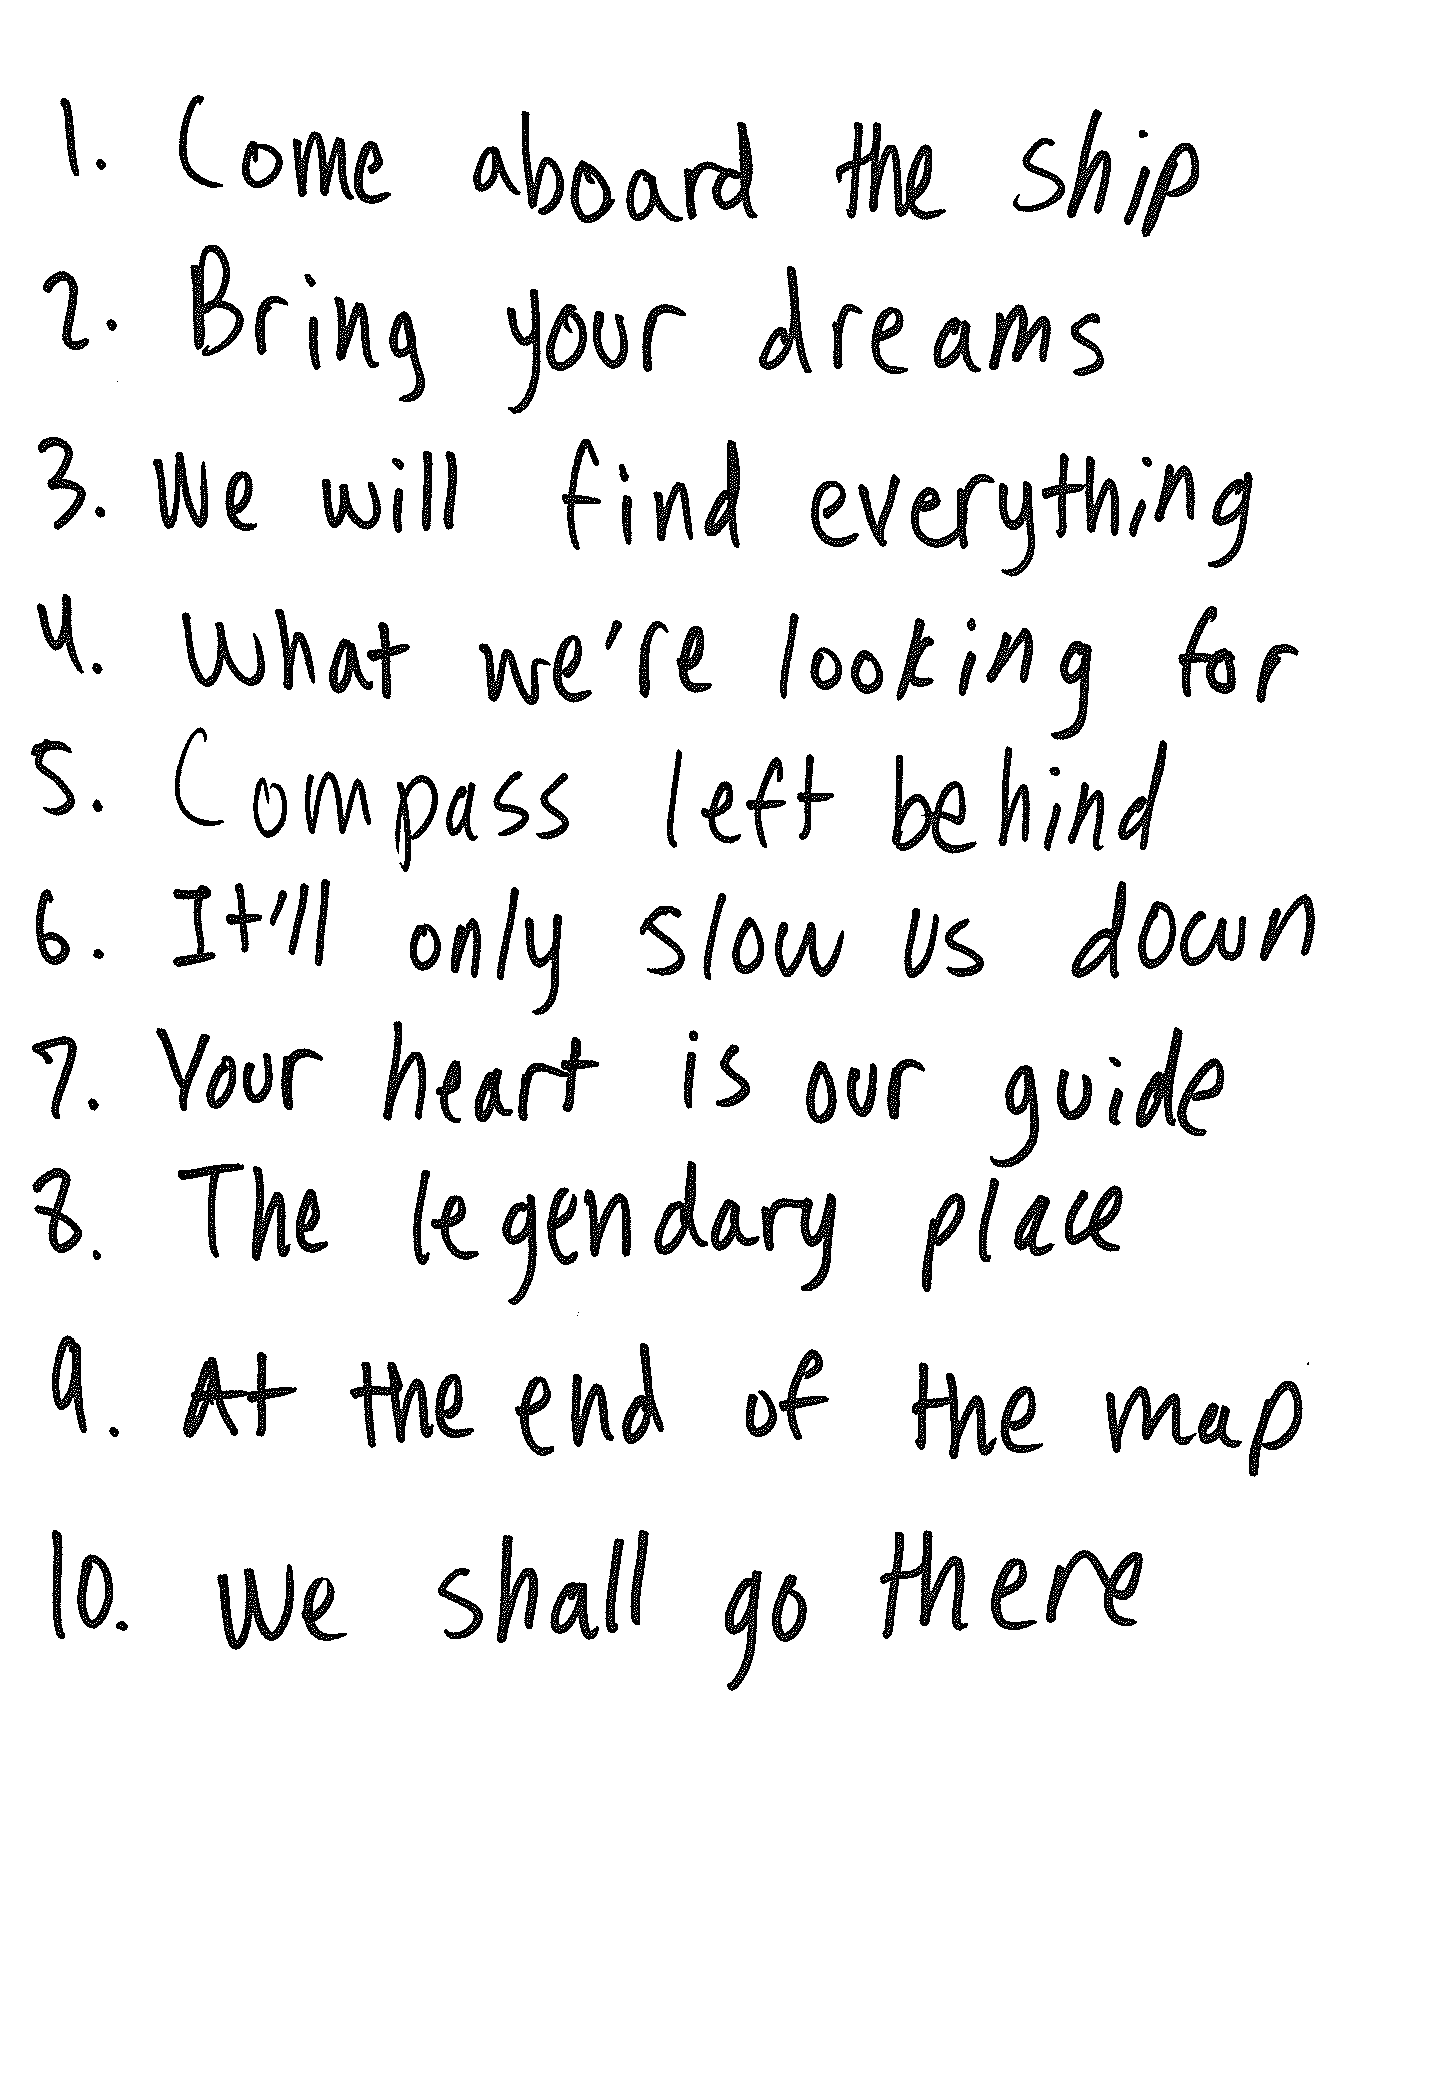 1. Come aboard the ship
2. Bring your dreams
3. We will find everything
4. What we're looking for
5. Compass left behind
6. It'll only slow us down
7. Your heart is our guide
8. The legendary place
9. At the end of the map
10. We shall go there